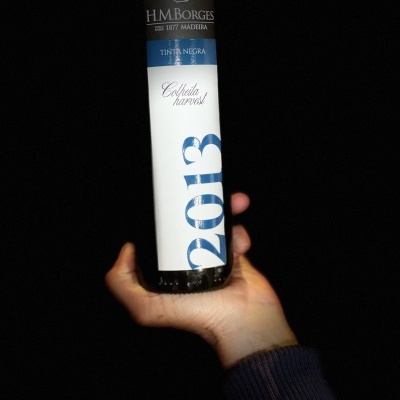 H.M.BORGES
1877 MADEIRA
TINTA NEGRA
Colheita
harvest
2013